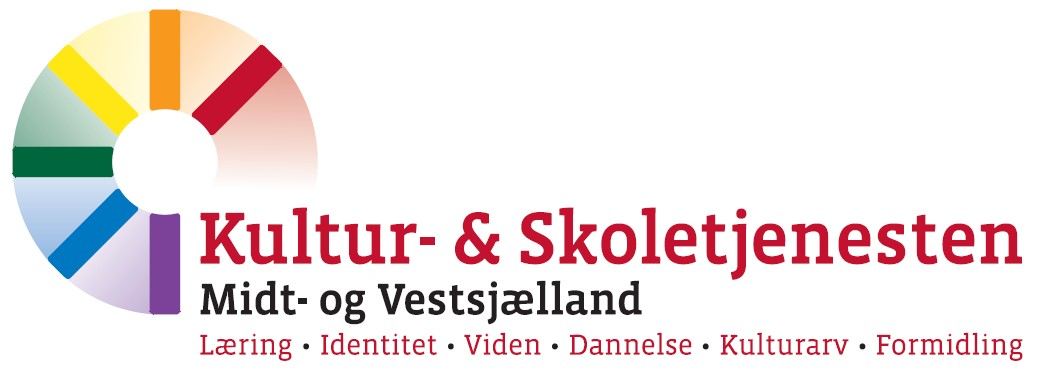 Kultur- & Skoletjenesten
Midt- og Vestsjælland
Læring • Identitet • Viden • Dannelse • Kulturarv • Formidling